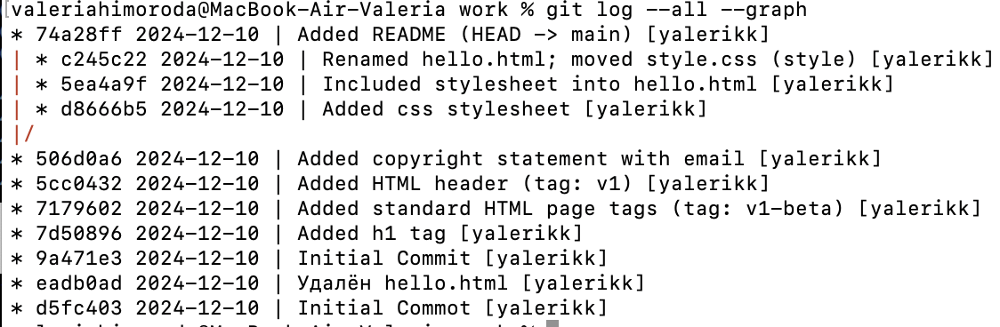 [valeriahimoroda@MacBook-Air-Valeria work % git log --all --graph
* 74a28ff 2024-12-10 | Added README (HEAD -> main) [yalerikk]
| * c245c22 2024-12-10 | Renamed hello.html; moved style.css (style) [yalerikk]
| * 5ea4a9f 2024-12-10 | Included stylesheet into hello.html [yalerikk]
| * d8666b5 2024-12-10 | Added css stylesheet [yalerikk]
|/
* 506d0a6 2024-12-10 | Added copyright statement with email [yalerikk]
* 5cc0432 2024-12-10 | Added HTML header (tag: v1) [yalerikk]
* 7179602 2024-12-10 | Added standard HTML page tags (tag: v1-beta) [yalerikk]
* 7d50896 2024-12-10 | Added h1 tag [yalerikk]
* 9a471e3 2024-12-10 | Initial Commit [yalerikk]
* eadb0ad 2024-12-10 | Удалён hello.html [yalerikk]
* d5fc403 2024-12-10 | Initial Commot [yalerikk]